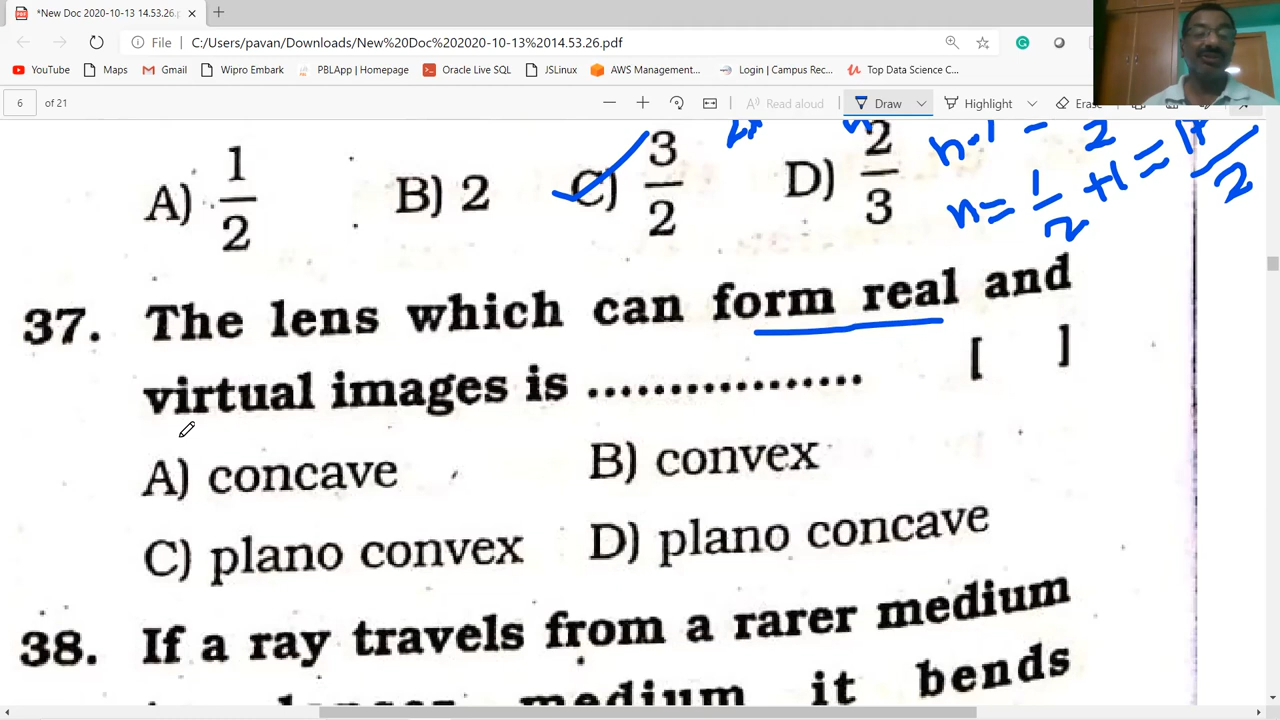 *New Doc 2020-10-13 14.53.26.p
File C:/Users/pavan/Downloads/New%20Doc%202020-10-13%2014.53.26.pdf
YouTube Maps Gmail Wipro Embark PBLApp | Homepage Oracle Live SQL JSLinux AWS Management... Login | Campus Rec... Top Data Science C...
6 of 21 Read aloud Draw Highlight Erase
A) 1/2 B) 2 C) 3/2 D) 2/3
n-1 = 2
n = 1/2 + 1 =
37. The lens which can form real and
virtual images is .................. [ ]
A) concave B) convex
C) plano convex D) plano concave
38. If a ray travels from a rarer medium
medium it bends